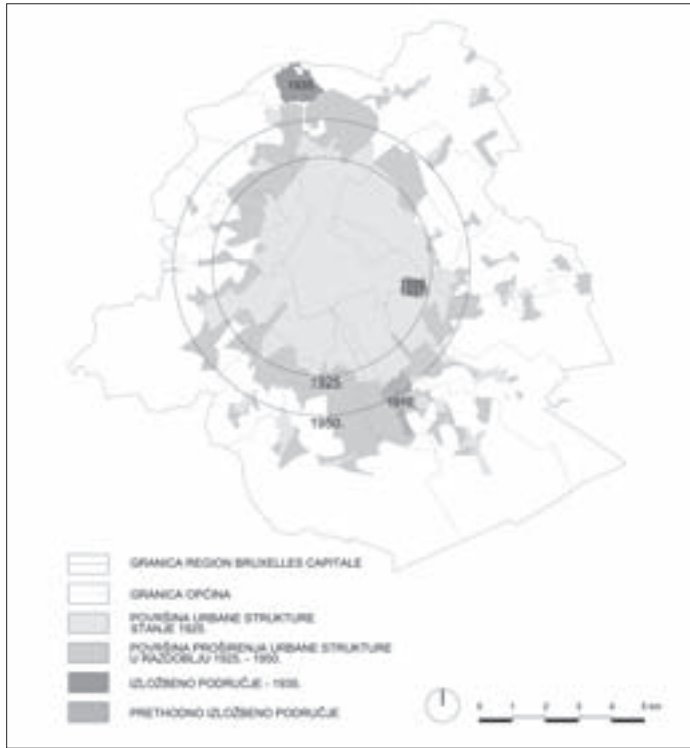 1935.
1925.
1910.
1950.
GRANICA REGION BRUXELLES CAPITALE
GRANICA OPĆINA
POVRŠINA URBANE STRUKTURE
STANJE 1925.
POVRŠINA PROŠIRENJA URBANE STRUKTURE
U RAZDOBLJU 1925. - 1950.
IZLOŽBENO PODRUČJE - 1935.
PRETHODNO IZLOŽBENO PODRUČJE
0 1 2 3 4 5 km